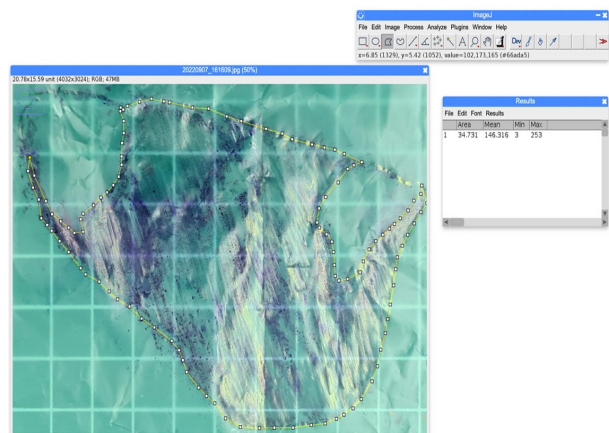 ImageJ
File Edit Image Process Analyze Plugins Window Help
Dev
x=6.85 (1329), y=5.42 (1052), value=102,173,165 (#66ada5)
20220907_161609.jpg (50%)
20.78x15.59 unit (4032x3024); RGB; 47MB
Results
File Edit Font Results
Area Mean Min Max
1 34.731 146.316 3 253